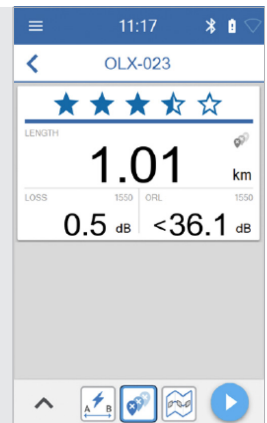 11:17
OLX-023
LENGTH
1.01 km
LOSS 1550 ORL 1550
0.5 dB <36.1 dB
A B